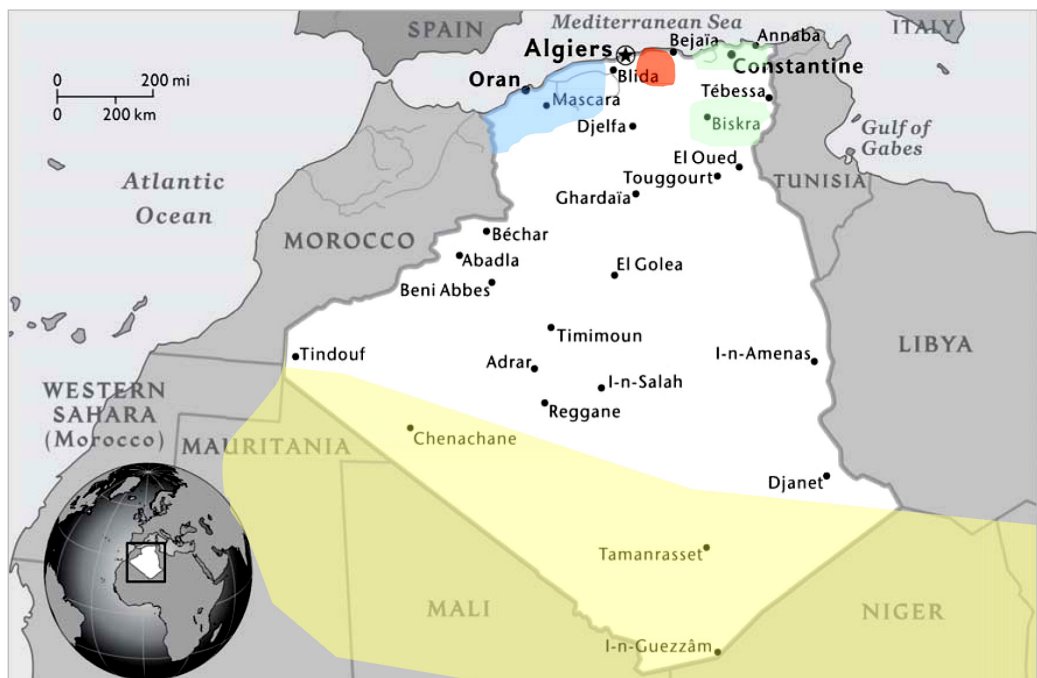 SPAIN
Mediterranean Sea
ITALY
Algiers
Bejaïa
Annaba
Constantine
Blida
Oran
0 200 mi
0 200 km
Mascara
Tébessa
Djelfa
Biskra
Gulf of
Gabes
El Oued
Touggourt
TUNISIA
Ghardaïa
Atlantic
Ocean
MOROCCO
Béchar
Abadla
El Golea
Beni Abbes
Timimoun
Tindouf
Adrar
I-n-Amenas
LIBYA
I-n-Salah
Reggane
WESTERN
SAHARA
(Morocco)
MAURITANIA
Chenachane
Djanet
Tamanrasset
MALI
NIGER
I-n-Guezzâm